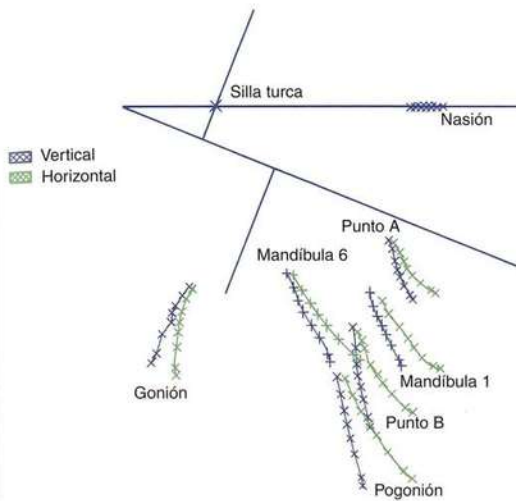 Silla turca
Nasión
Vertical
Horizontal
Punto A
Mandíbula 6
Mandíbula 1
Gonión
Punto B
Pogonión